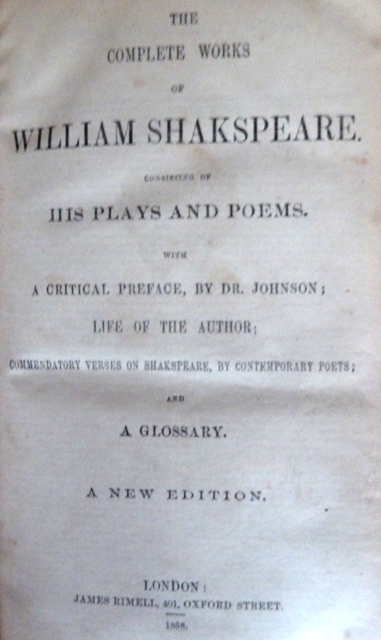 THE
COMPLETE WORKS
OF
WILLIAM SHAKSPEARE.
CONSISTING OF
HIS PLAYS AND POEMS.
WITH
A CRITICAL PREFACE, BY DR. JOHNSON;
LIFE OF THE AUTHOR;
COMMENDATORY VERSES ON SHAKSPEARE, BY CONTEMPORARY POETS;
AND
A GLOSSARY.
A NEW EDITION.
LONDON:
JAMES RIMELL, 401, OXFORD STREET.
1858.